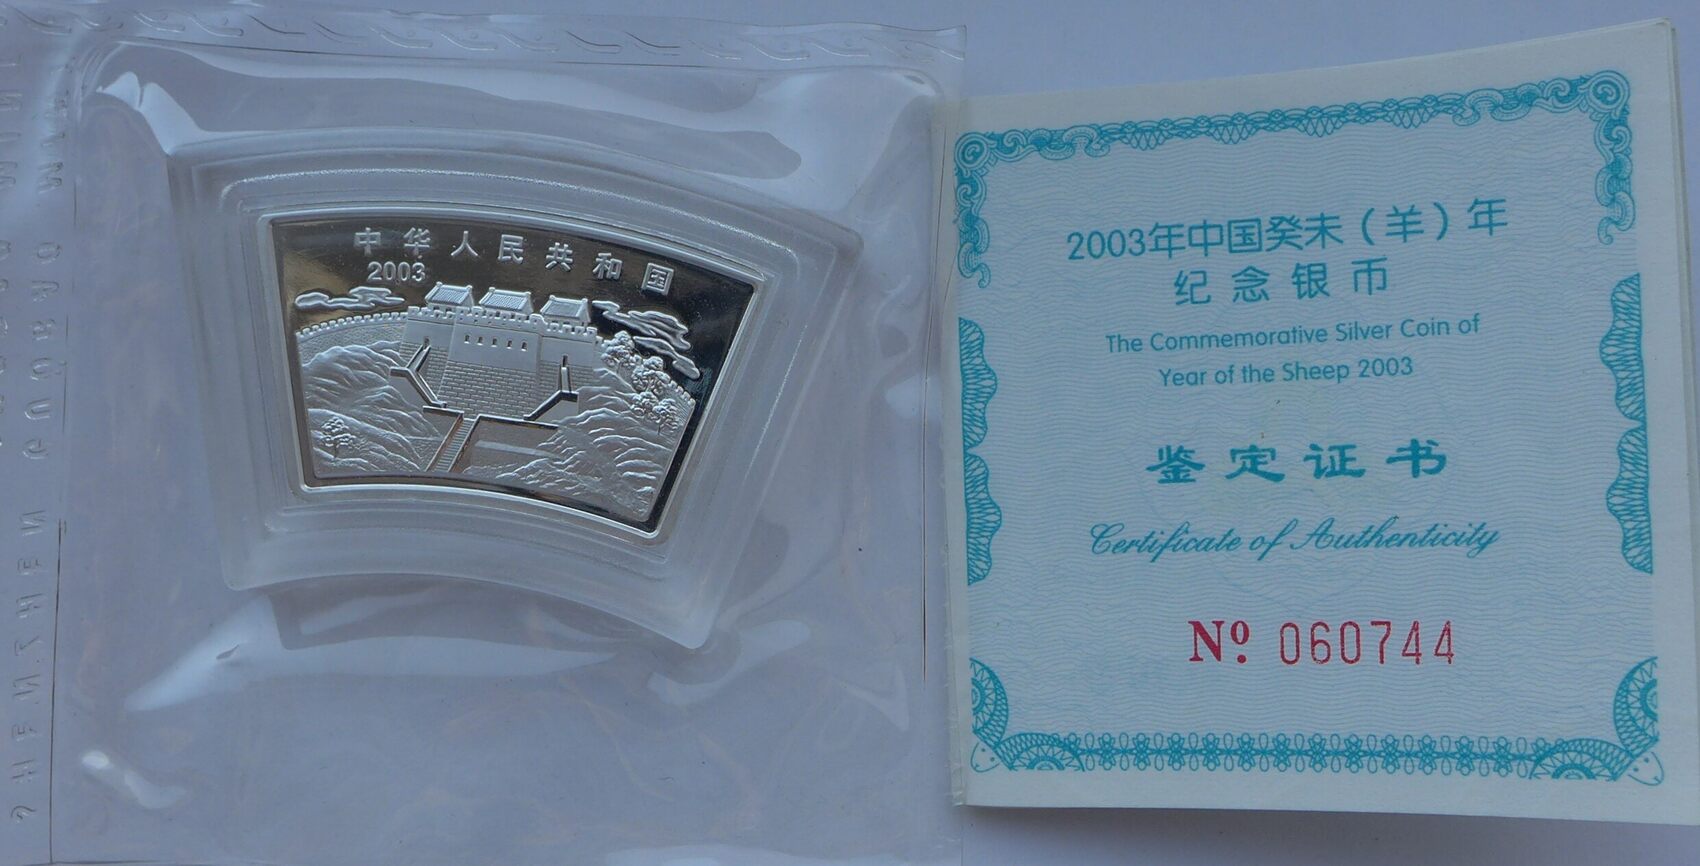 中华人民共和国
2003
2003年中国癸未（羊）年
纪念银币
The Commemorative Silver Coin of
Year of the Sheep 2003
鉴定证书
Certificate of Authenticity
Nº 060744